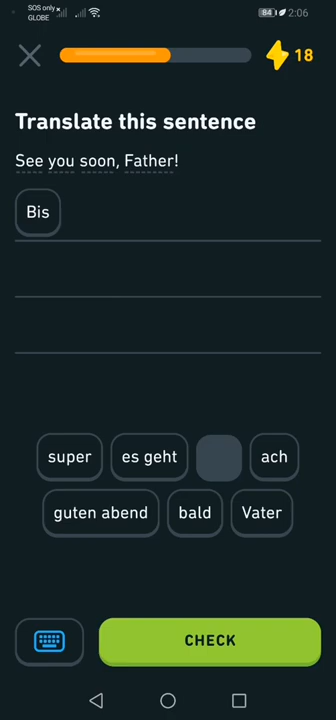 SOS only
GLOBE
84 2:06
18
Translate this sentence
See you soon, Father!
Bis
super es geht ach
guten abend bald Vater
CHECK